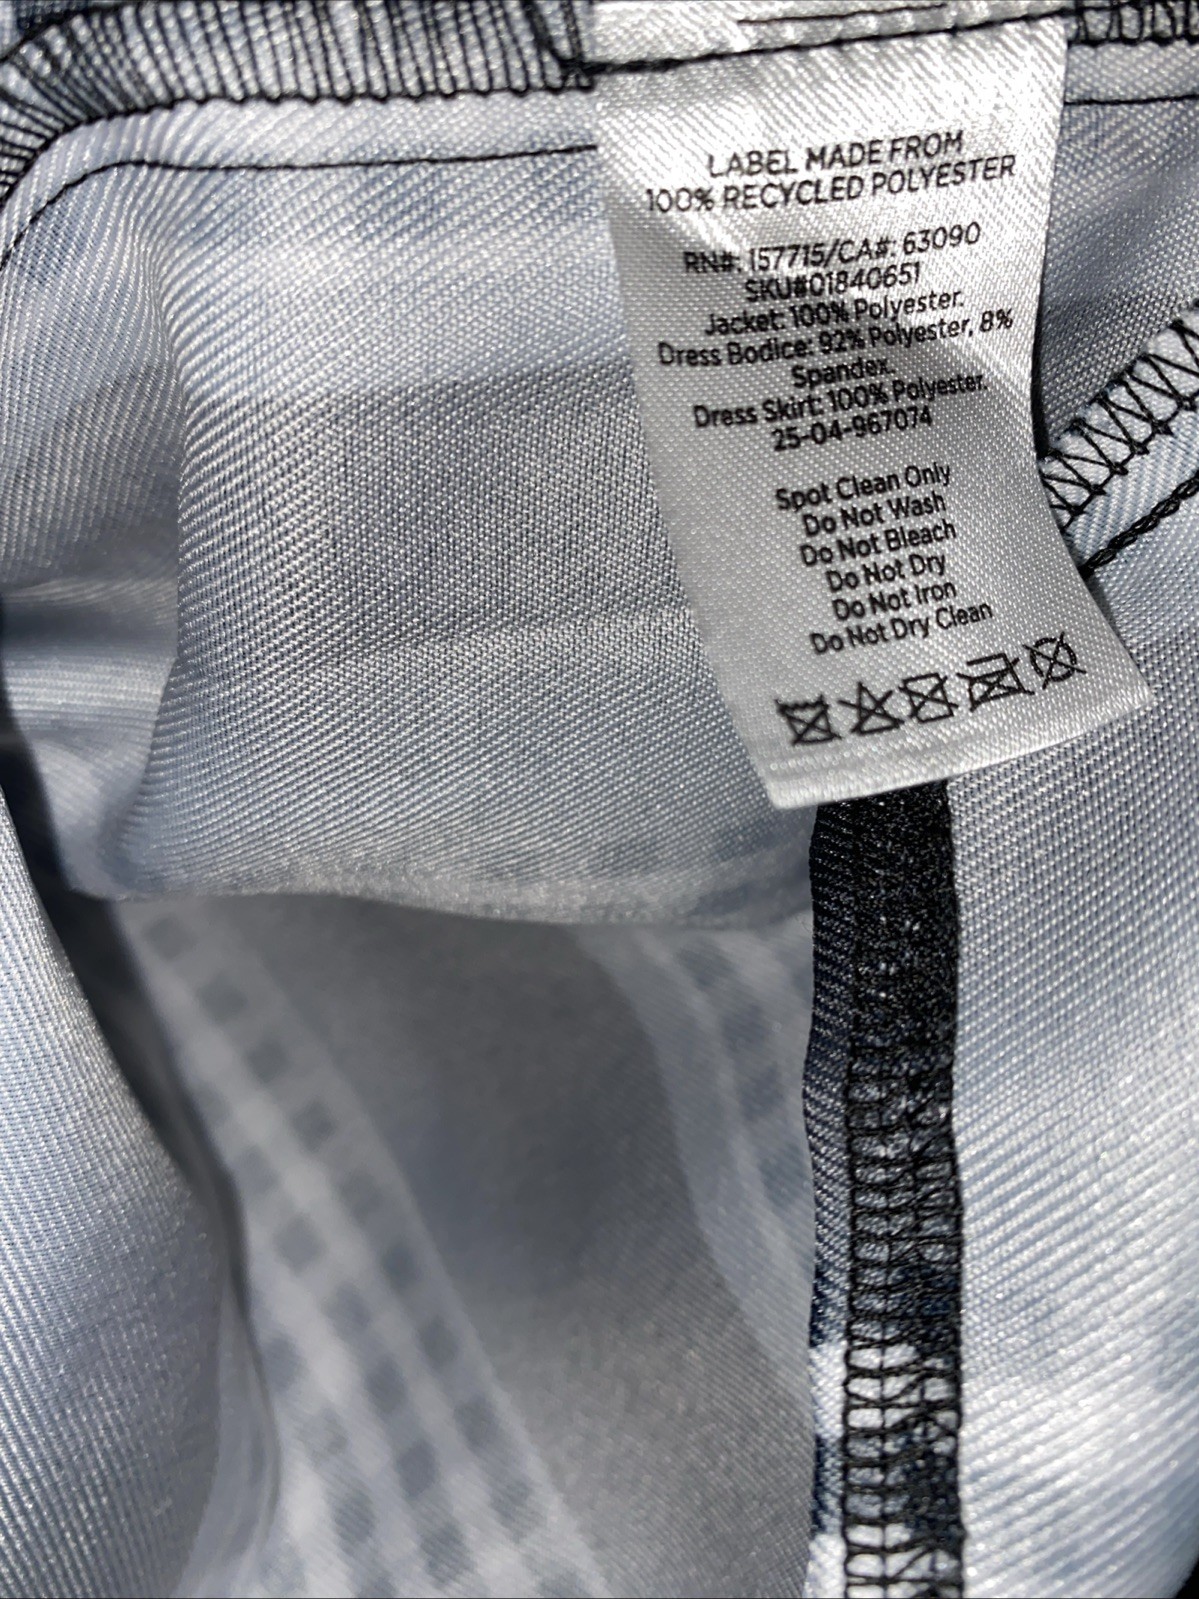 LABEL MADE FROM
100% RECYCLED POLYESTER
RN#: 157715/CA#: 63090
SKU#01840651
Jacket: 100% Polyester.
Dress Bodice: 92% Polyester, 8%
Spandex.
Dress Skirt: 100% Polyester.
25-04-967074
Spot Clean Only
Do Not Wash
Do Not Bleach
Do Not Dry
Do Not Iron
Do Not Dry Clean